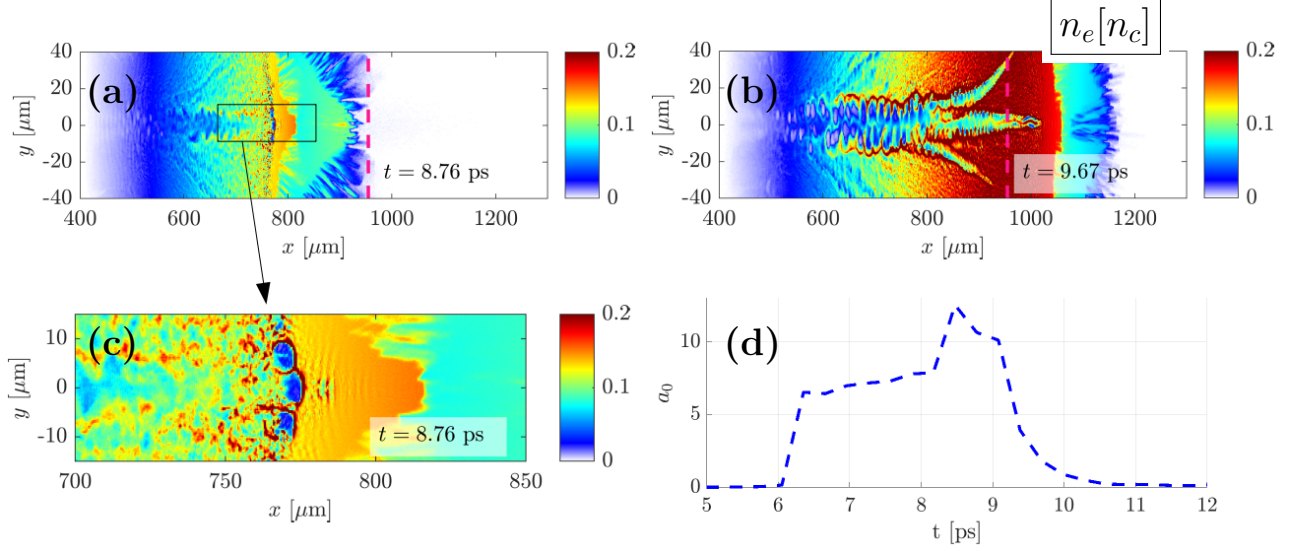 n_e[n_c]
(a)
y [μm]
40
20
0
-20
-40
t = 8.76 ps
400
600
800
1000
1200
x [μm]
0.2
0.1
0
(b)
y [μm]
40
20
0
-20
-40
t = 9.67 ps
400
600
800
1000
1200
x [μm]
0.2
0.1
0
(c)
y [μm]
10
0
-10
t = 8.76 ps
700
750
800
850
x [μm]
0.2
0.1
0
(d)
a_0
10
5
0
5
6
7
8
9
10
11
12
t [ps]